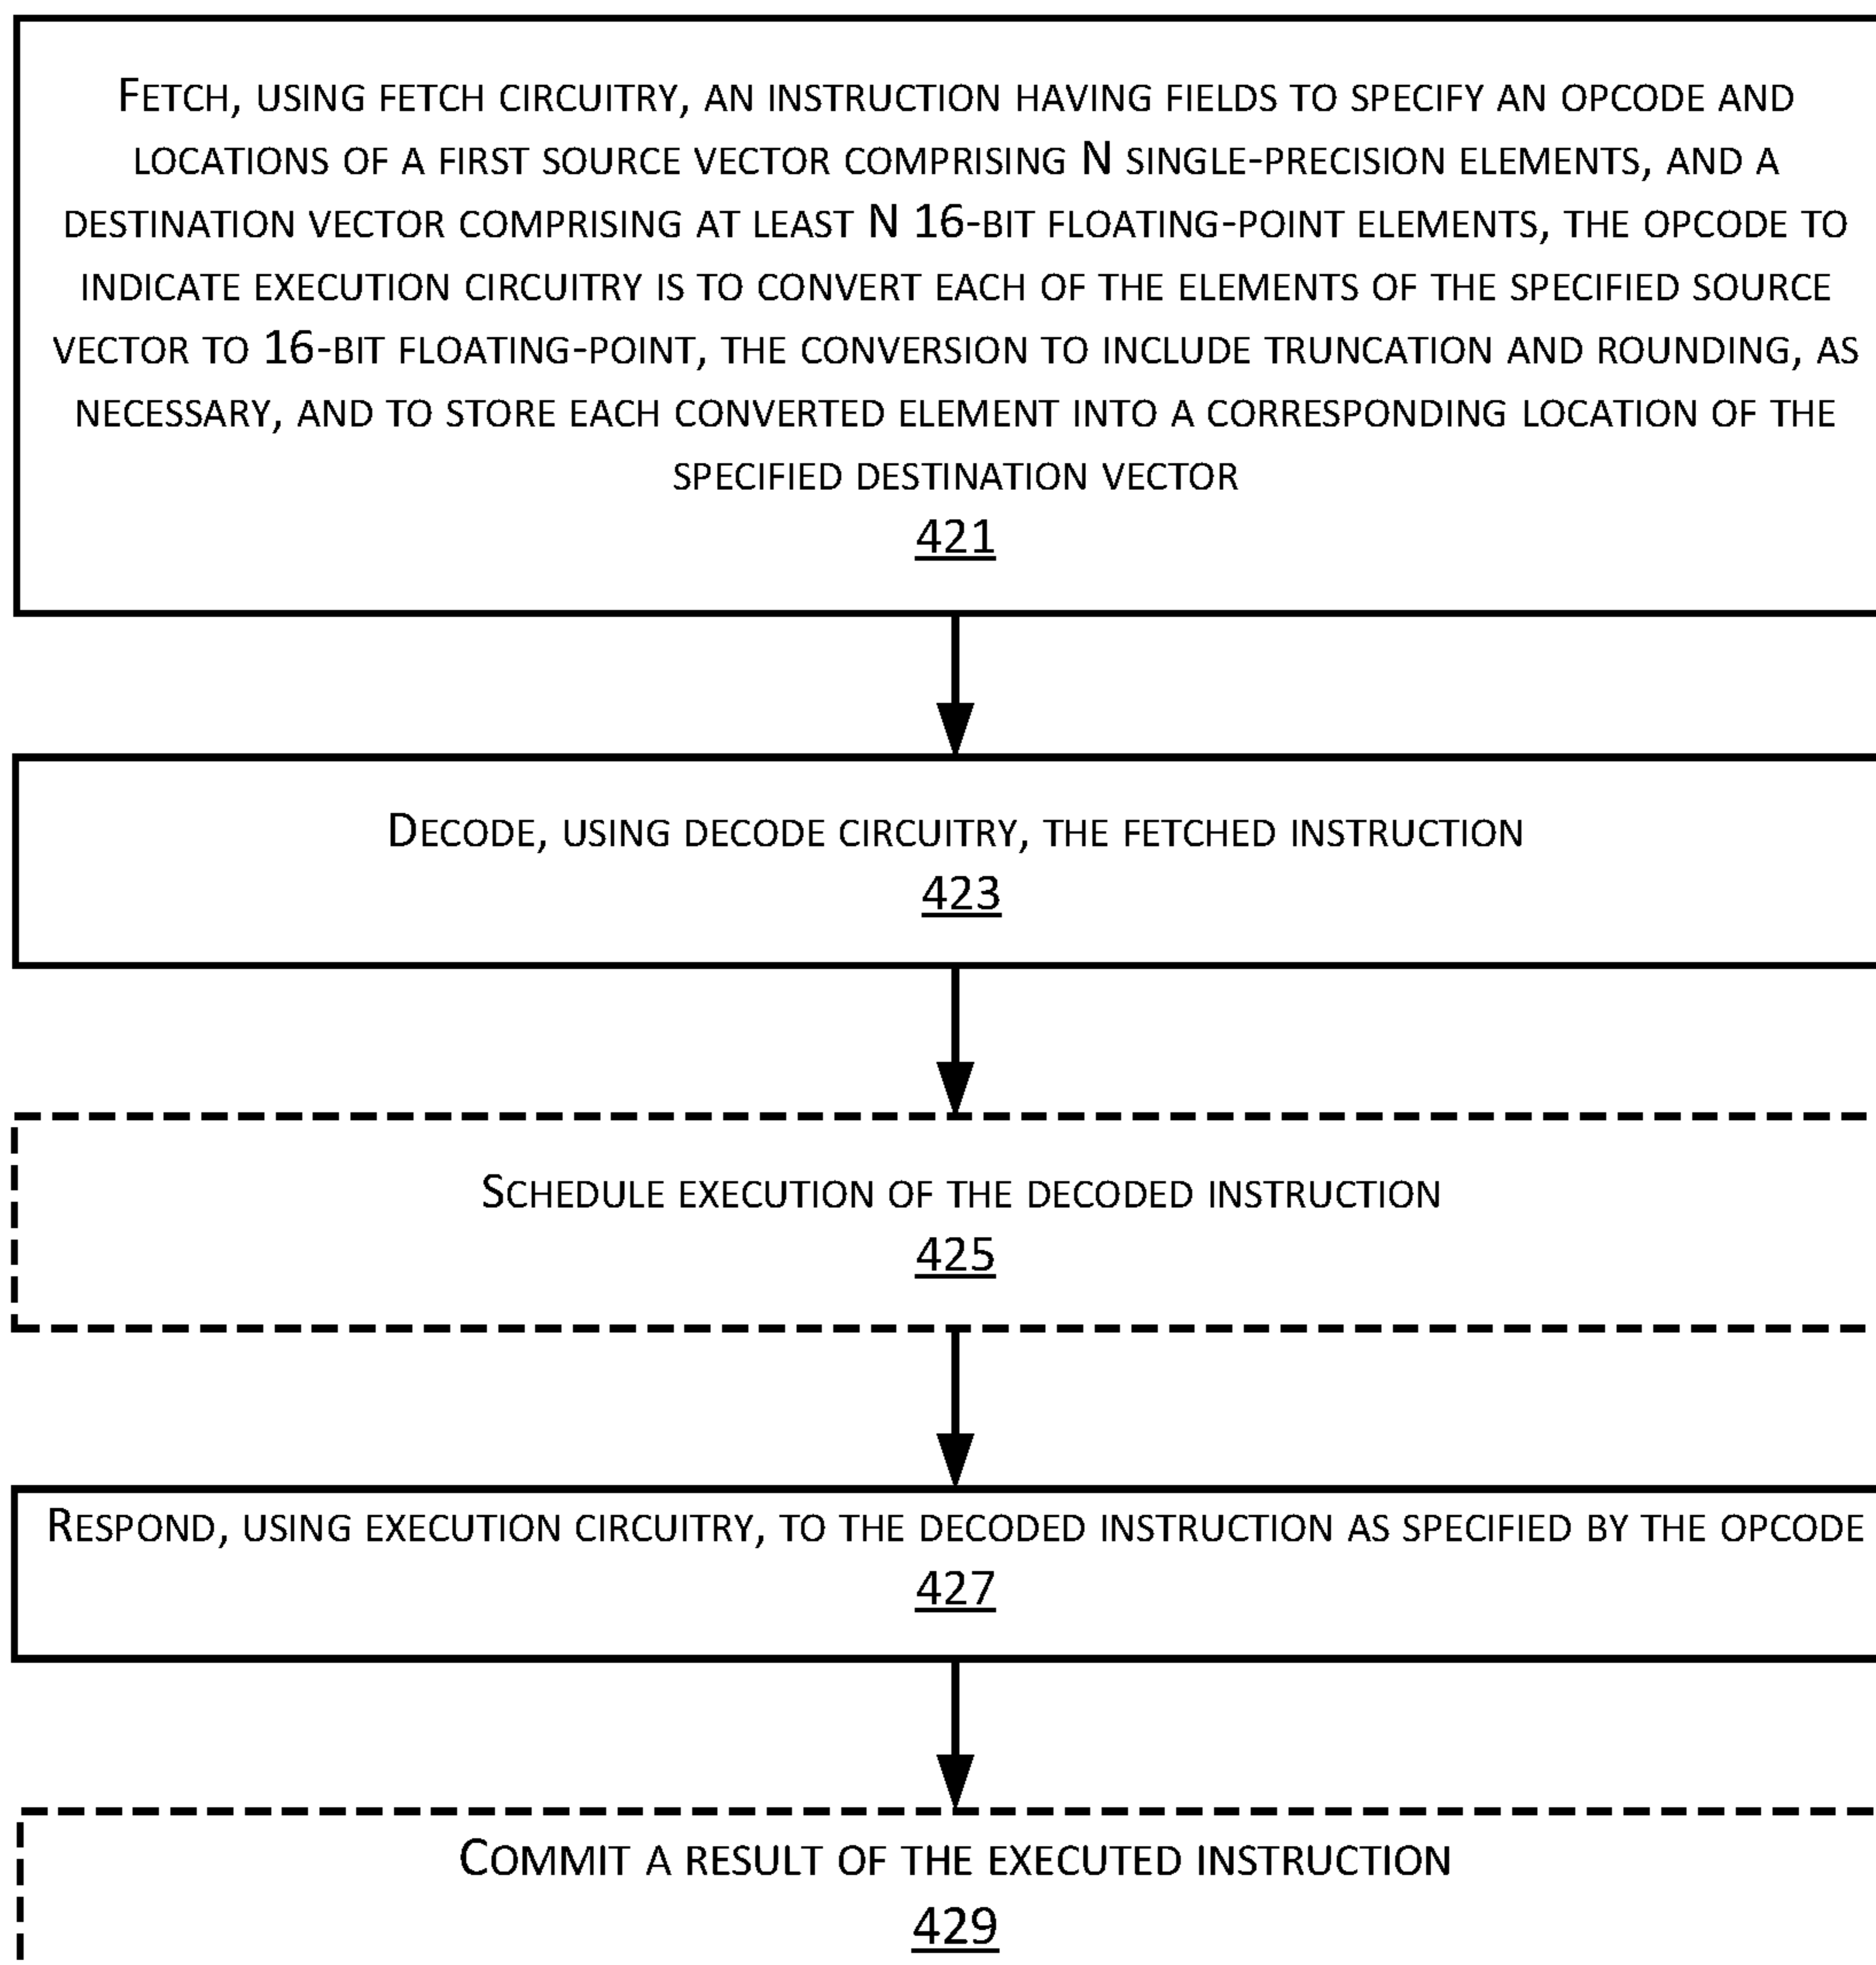 FETCH, USING FETCH CIRCUITRY, AN INSTRUCTION HAVING FIELDS TO SPECIFY AN OPCODE AND
LOCATIONS OF A FIRST SOURCE VECTOR COMPRISING N SINGLE-PRECISION ELEMENTS, AND A
DESTINATION VECTOR COMPRISING AT LEAST N 16-BIT FLOATING-POINT ELEMENTS, THE OPCODE TO
INDICATE EXECUTION CIRCUITRY IS TO CONVERT EACH OF THE ELEMENTS OF THE SPECIFIED SOURCE
VECTOR TO 16-BIT FLOATING-POINT, THE CONVERSION TO INCLUDE TRUNCATION AND ROUNDING, AS
NECESSARY, AND TO STORE EACH CONVERTED ELEMENT INTO A CORRESPONDING LOCATION OF THE
SPECIFIED DESTINATION VECTOR
421
DECODE, USING DECODE CIRCUITRY, THE FETCHED INSTRUCTION
423
SCHEDULE EXECUTION OF THE DECODED INSTRUCTION
425
RESPOND, USING EXECUTION CIRCUITRY, TO THE DECODED INSTRUCTION AS SPECIFIED BY THE OPCODE
427
COMMIT A RESULT OF THE EXECUTED INSTRUCTION
429